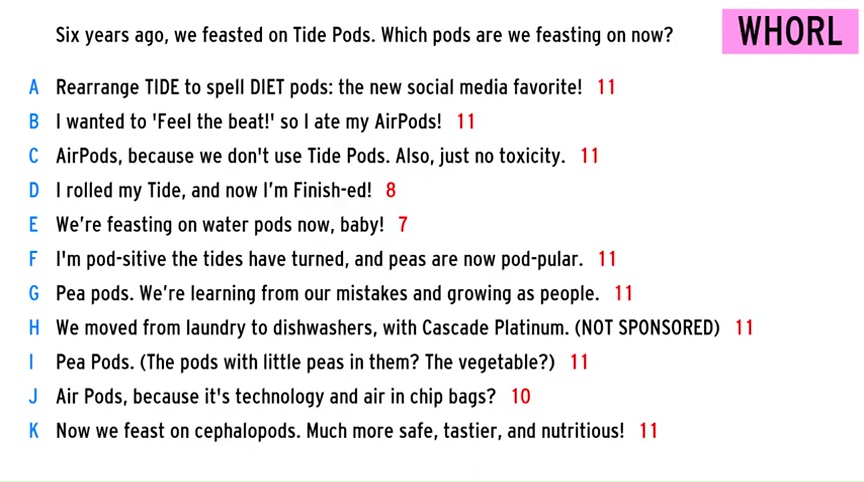 Six years ago, we feasted on Tide Pods. Which pods are we feasting on now?
WHORL
A Rearrange TIDE to spell DIET pods: the new social media favorite! 11
B I wanted to 'Feel the beat!' so I ate my AirPods! 11
C AirPods, because we don't use Tide Pods. Also, just no toxicity. 11
D I rolled my Tide, and now I'm Finish-ed! 8
E We're feasting on water pods now, baby! 7
F I'm pod-sitive the tides have turned, and peas are now pod-pular. 11
G Pea pods. We're learning from our mistakes and growing as people. 11
H We moved from laundry to dishwashers, with Cascade Platinum. (NOT SPONSORED) 11
I Pea Pods. (The pods with little peas in them? The vegetable?) 11
J Air Pods, because it's technology and air in chip bags? 10
K Now we feast on cephalopods. Much more safe, tastier, and nutritious! 11